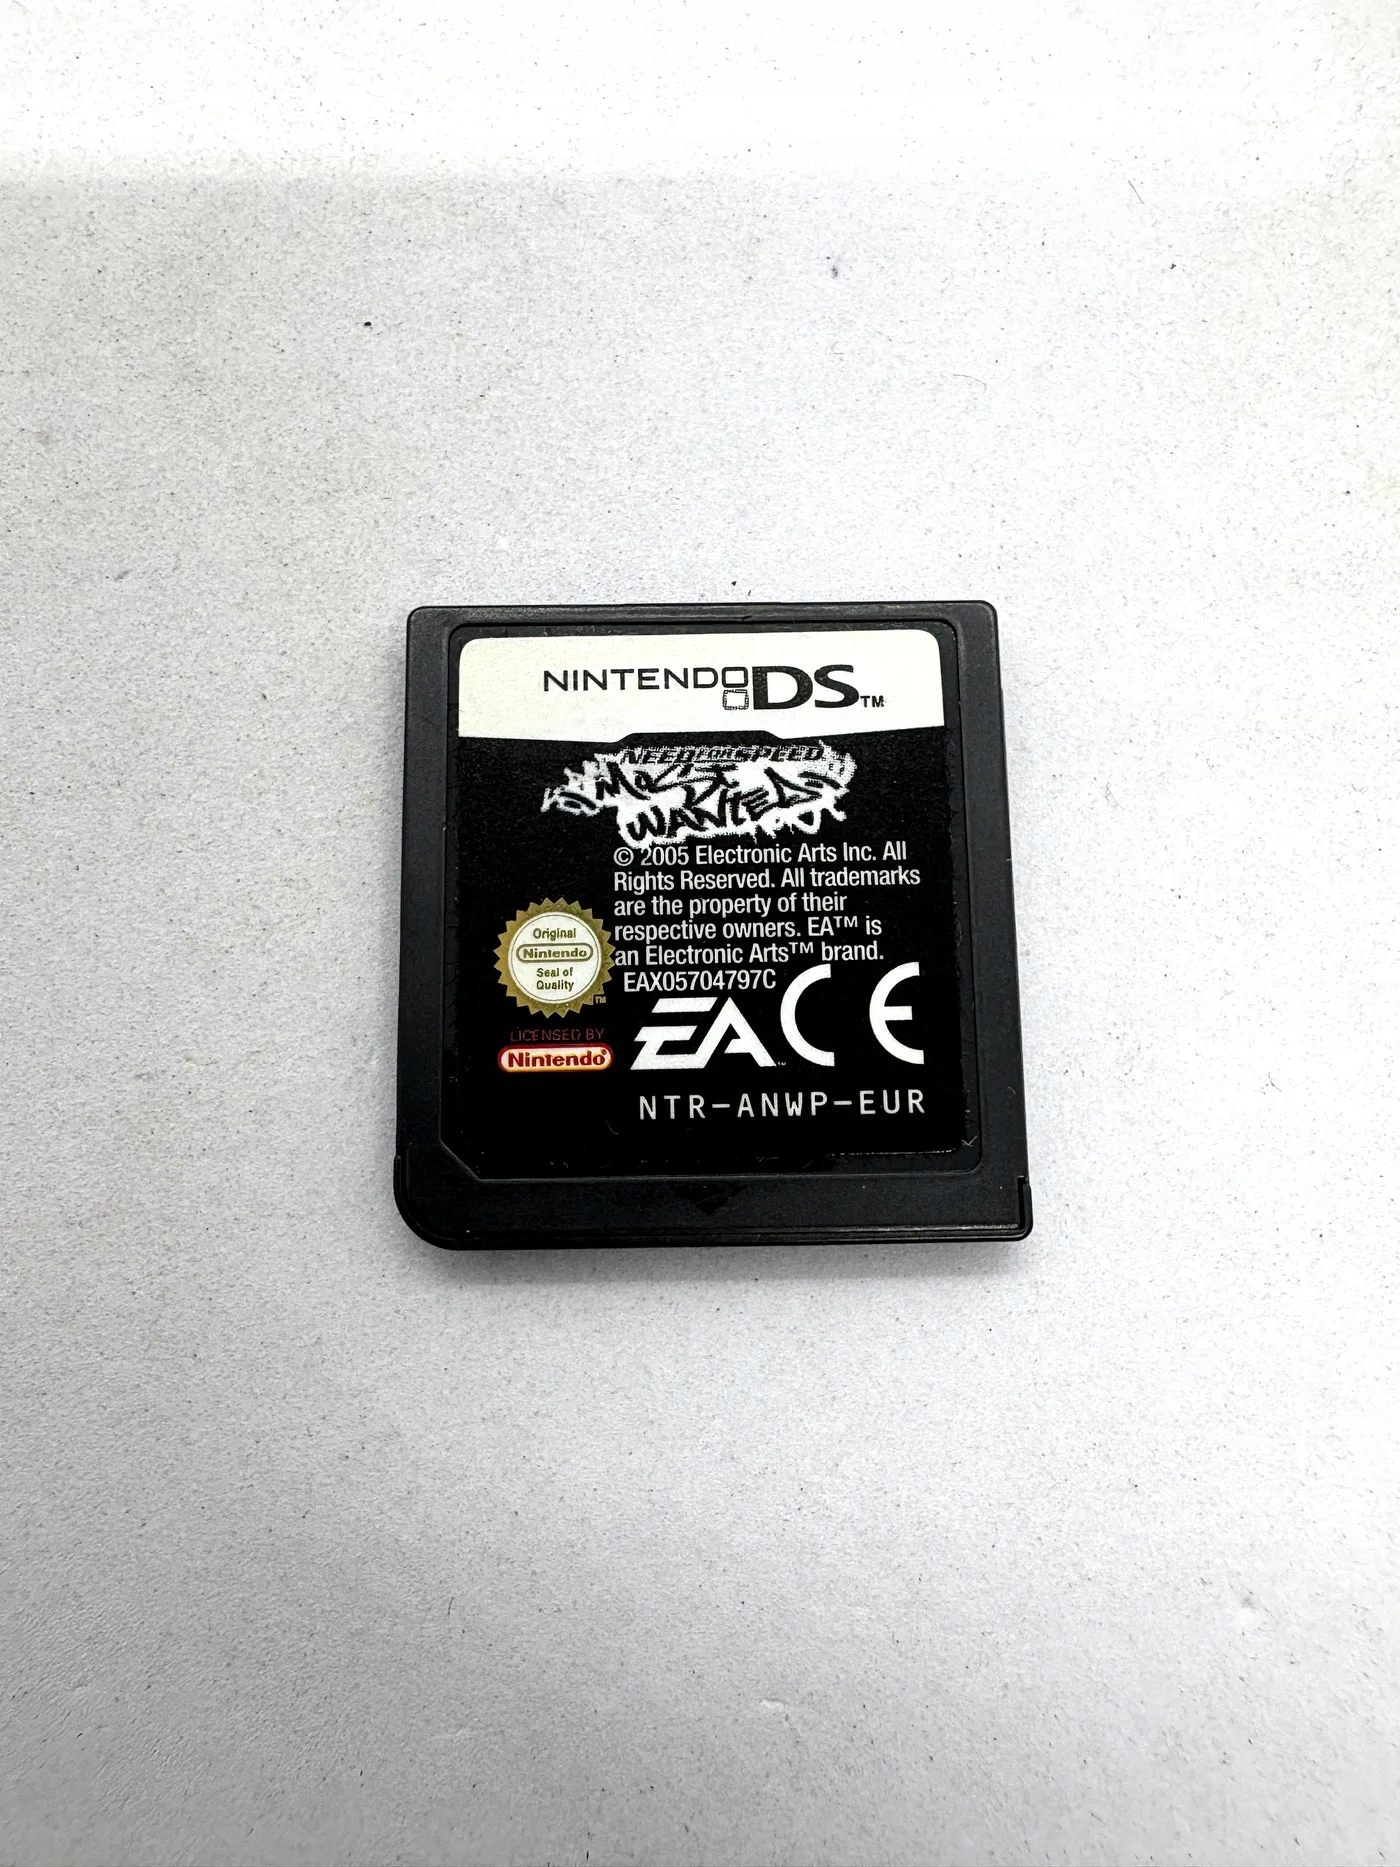 NINTENDO DS™
NEED FOR SPEED
MOST
WANTED
© 2005 Electronic Arts Inc. All
Rights Reserved. All trademarks
are the property of their
respective owners. EA™ is
an Electronic Arts™ brand.
EAX05704797C
Original
Nintendo
Seal of
Quality
™
LICENSED BY
Nintendo®
EA™ CE
NTR-ANWP-EUR